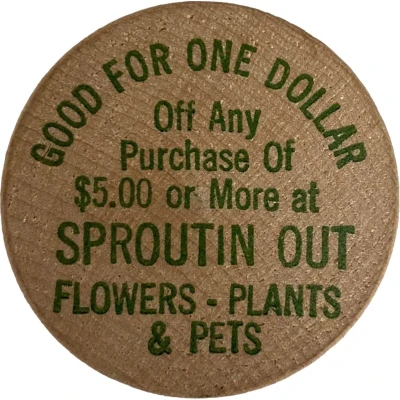 GOOD FOR ONE DOLLAR
Off Any
Purchase Of
$5.00 or More at
SPROUTIN OUT
FLOWERS - PLANTS
& PETS